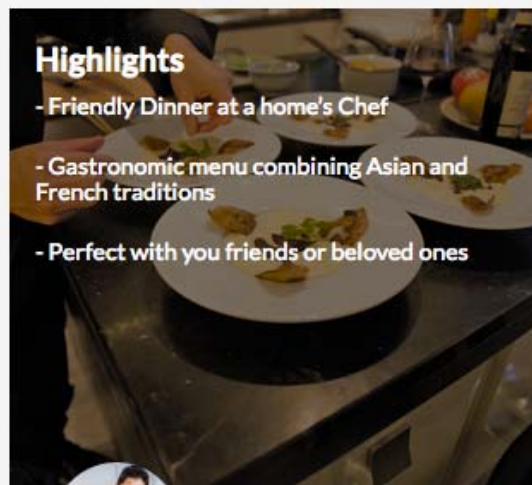 Highlights
- Friendly Dinner at a home's Chef
- Gastronomic menu combining Asian and
French traditions
- Perfect with you friends or beloved ones